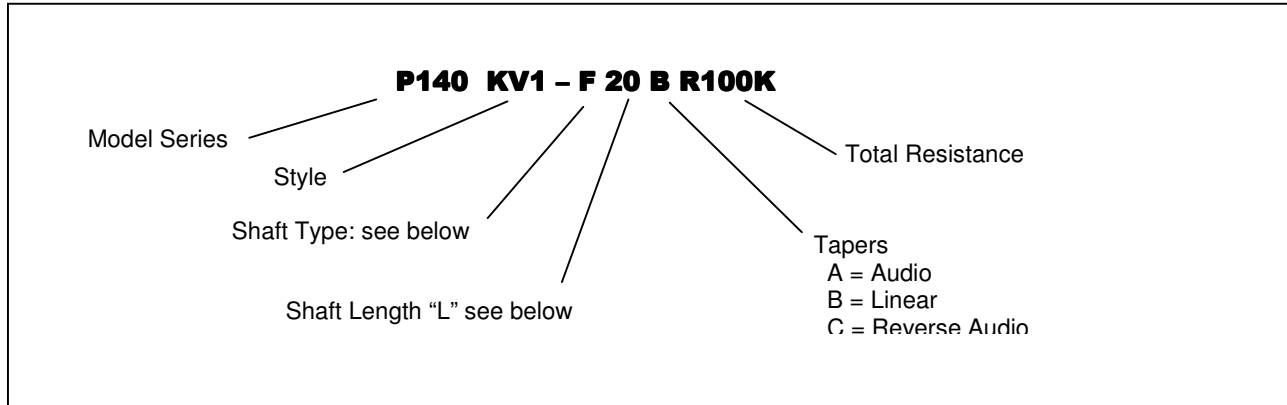 P140 KV1 – F 20 B R100K
Model Series
Total Resistance
Style
Shaft Type: see below
Tapers
A = Audio
B = Linear
Shaft Length “L” see below
C = Reverse Audio